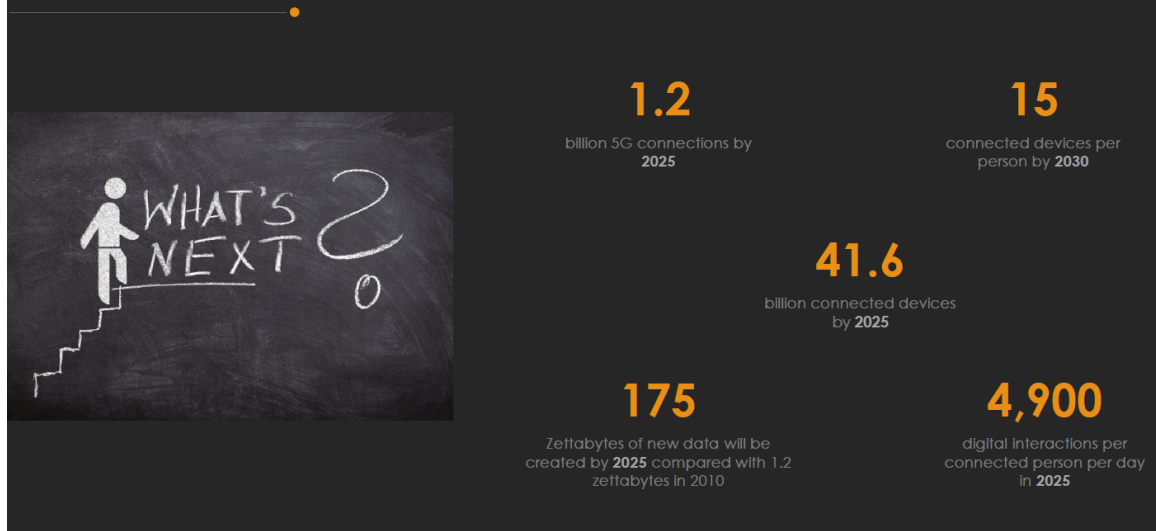 WHAT'S
NEXT ?
1.2
billion 5G connections by
2025
15
connected devices per
person by 2030
41.6
billion connected devices
by 2025
175
Zettabytes of new data will be
created by 2025 compared with 1.2
zettabytes in 2010
4,900
digital interactions per
connected person per day
in 2025